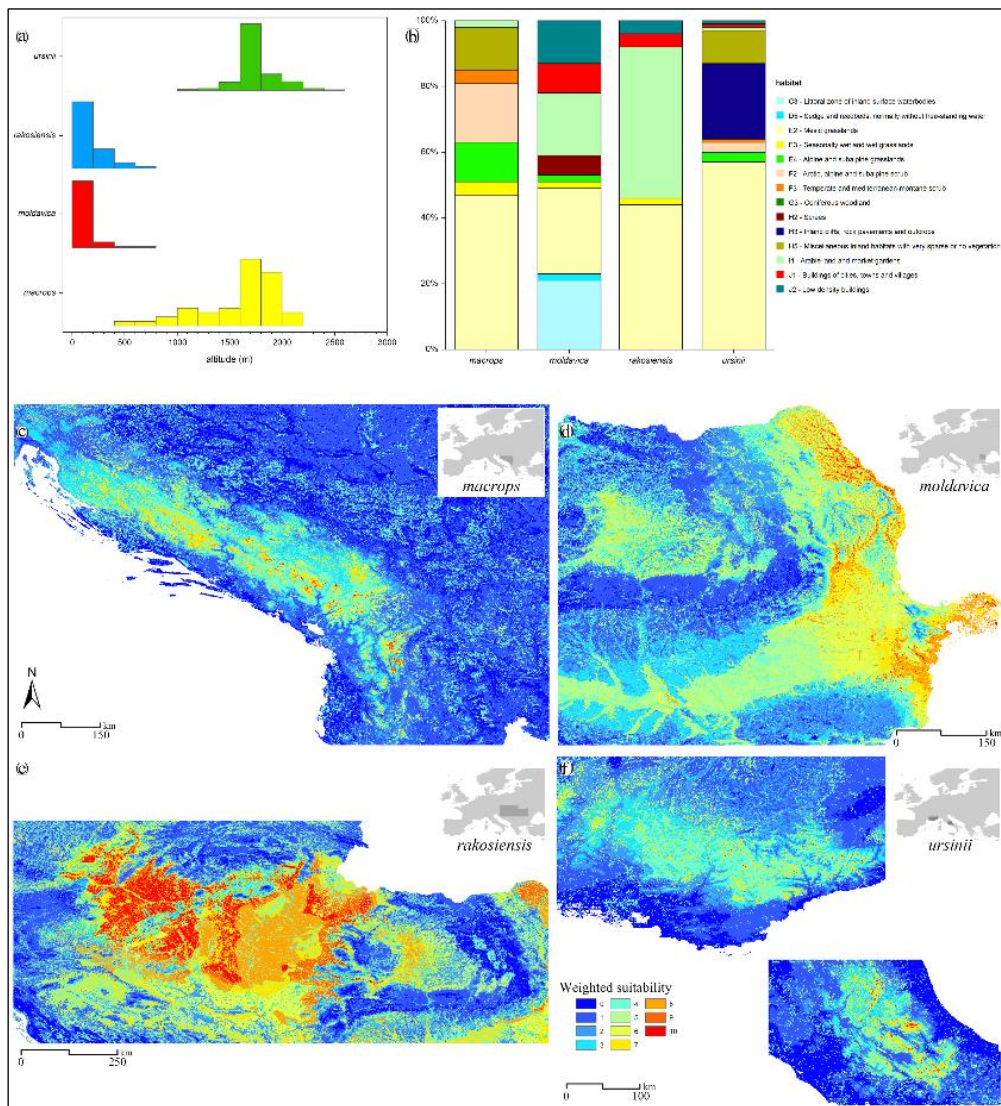 (a)
ursinii
rakosiensis
moldavica
macrops
0
500
1000
1500
2000
2500
3000
altitude (m)
(b)
100%
80%
60%
40%
20%
0%
macrops
moldavica
rakosiensis
ursinii
habitat
C3 - Littoral zone of inland surface waterbodies
D5 - Sedge and reedbeds, normally without free-standing water
E2 - Mesic grasslands
E3 - Seasonally wet and wet grasslands
E4 - Alpine and subalpine grasslands
F2 - Arctic, alpine and subalpine scrub
F3 - Temperate and mediterranean-montane scrub
G3 - Coniferous woodland
H2 - Screes
H3 - Inland cliffs, rock pavements and outcrops
H5 - Miscellaneous inland habitats with very sparse or no vegetation
I1 - Arable land and market gardens
J1 - Buildings of cities, towns and villages
J2 - Low density buildings
(c)
macrops
N
km
0
150
(d)
moldavica
km
0
150
(e)
rakosiensis
km
0
250
(f)
ursinii
Weighted suitability
0
4
8
1
5
9
2
6
10
3
7
km
0
100